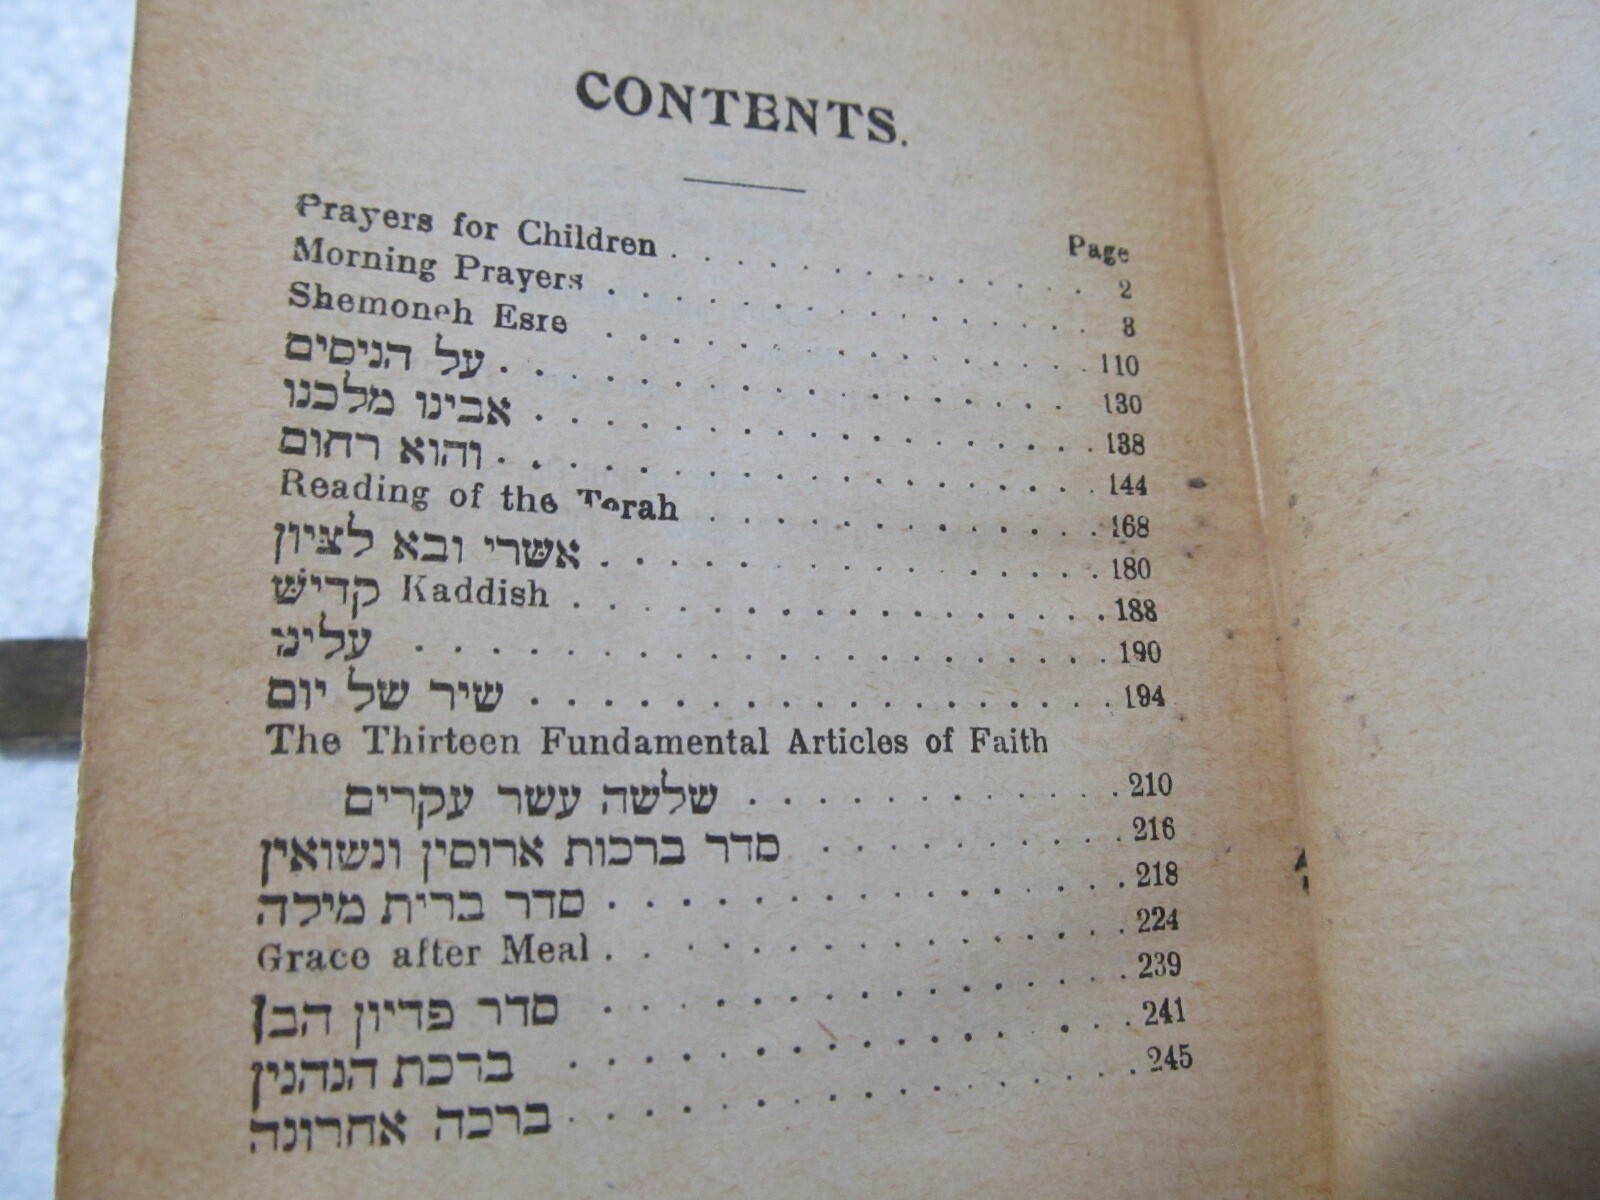 CONTENTS.
Page
Prayers for Children . . . . . . . . . . . . . 2
Morning Prayers . . . . . . . . . . . . . . . 8
Shemoneh Esre . . . . . . . . . . . . . . . 110
על הניסים . . . . . . . . . . . . . . . . . 130
אבינו מלכנו . . . . . . . . . . . . . . . . 138
והוא רחום . . . . . . . . . . . . . . . . . 144
Reading of the Torah . . . . . . . . . . . . 168
אשרי ובא לציון . . . . . . . . . . . . . . . 180
קדיש Kaddish . . . . . . . . . . . . . . . . 188
עלינו . . . . . . . . . . . . . . . . . . . 190
שיר של יום . . . . . . . . . . . . . . . . . 194
The Thirteen Fundamental Articles of Faith
שלשה עשר עקרים . . . . . . . . . . . . 210
סדר ברכות ארוסין ונשואין . . . . . . . . . . 216
סדר ברית מילה . . . . . . . . . . . . . . . 218
Grace after Meal . . . . . . . . . . . . . . 224
סדר פדיון הבן . . . . . . . . . . . . . . . 239
ברכת הנהנין . . . . . . . . . . . . . . . . 241
ברכה אחרונה . . . . . . . . . . . . . . . . 245